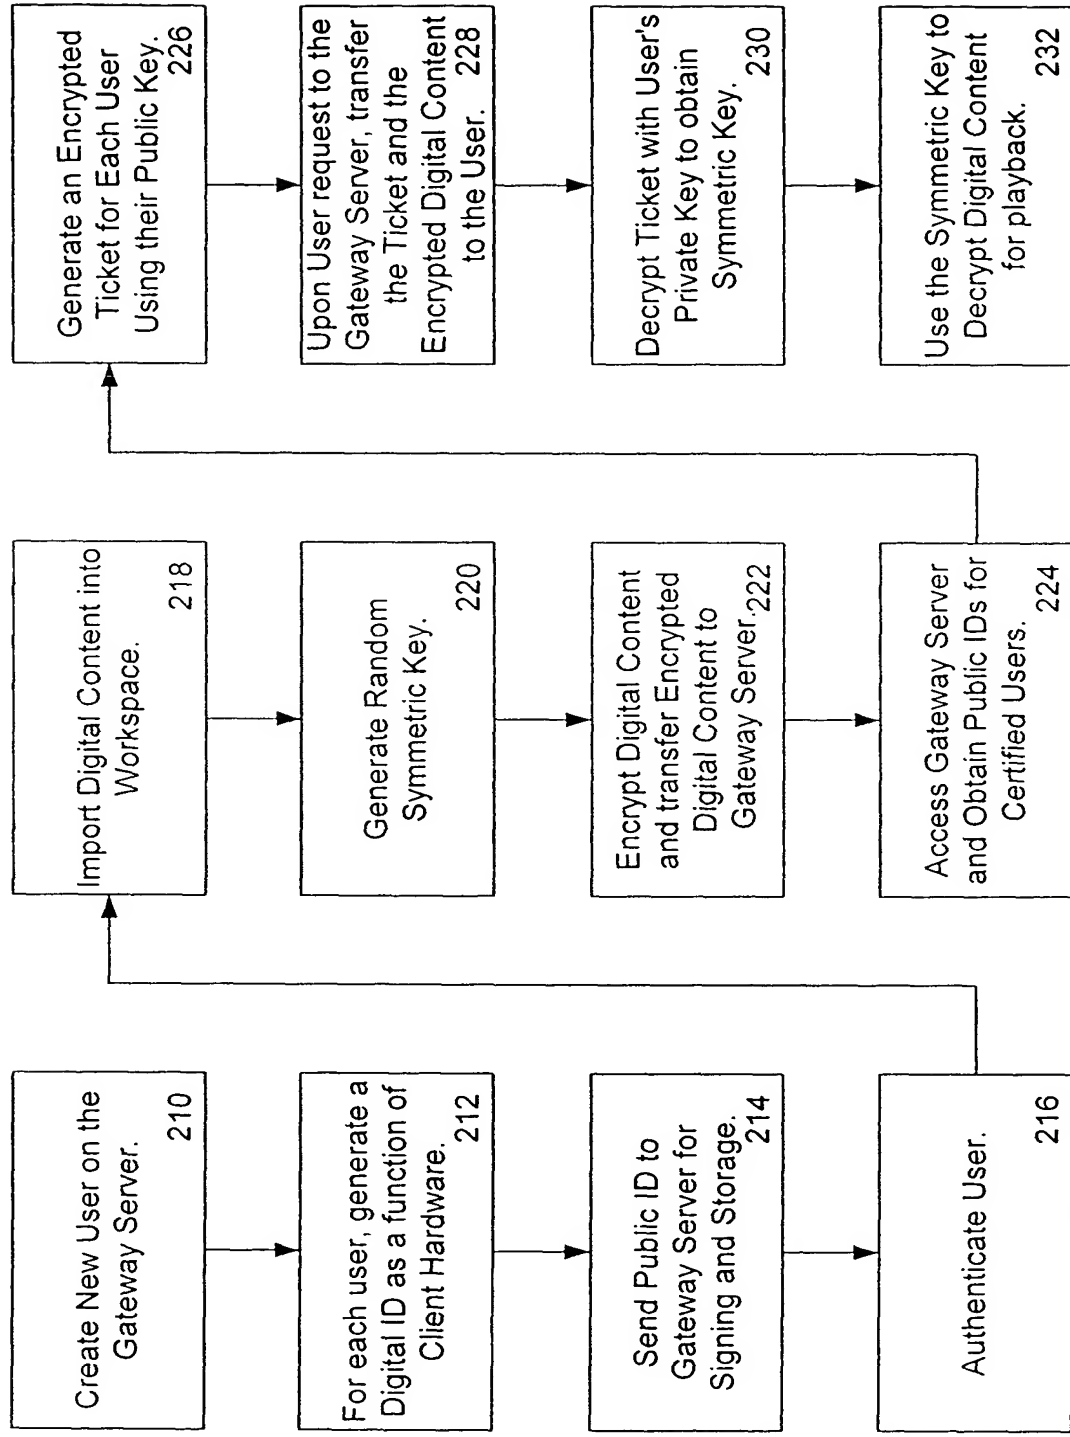 Create New User on the
Gateway Server.
210
For each user, generate a
Digital ID as a function of
Client Hardware.
212
Send Public ID to
Gateway Server for
Signing and Storage.
214
Authenticate User.
216
Import Digital Content into
Workspace.
218
Generate Random
Symmetric Key.
220
Encrypt Digital Content
and transfer Encrypted
Digital Content to
Gateway Server.
222
Access Gateway Server
and Obtain Public IDs for
Certified Users.
224
Generate an Encrypted
Ticket for Each User
Using their Public Key.
226
Upon User request to the
Gateway Server, transfer
the Ticket and the
Encrypted Digital Content
to the User.
228
Decrypt Ticket with User's
Private Key to obtain
Symmetric Key.
230
Use the Symmetric Key to
Decrypt Digital Content
for playback.
232